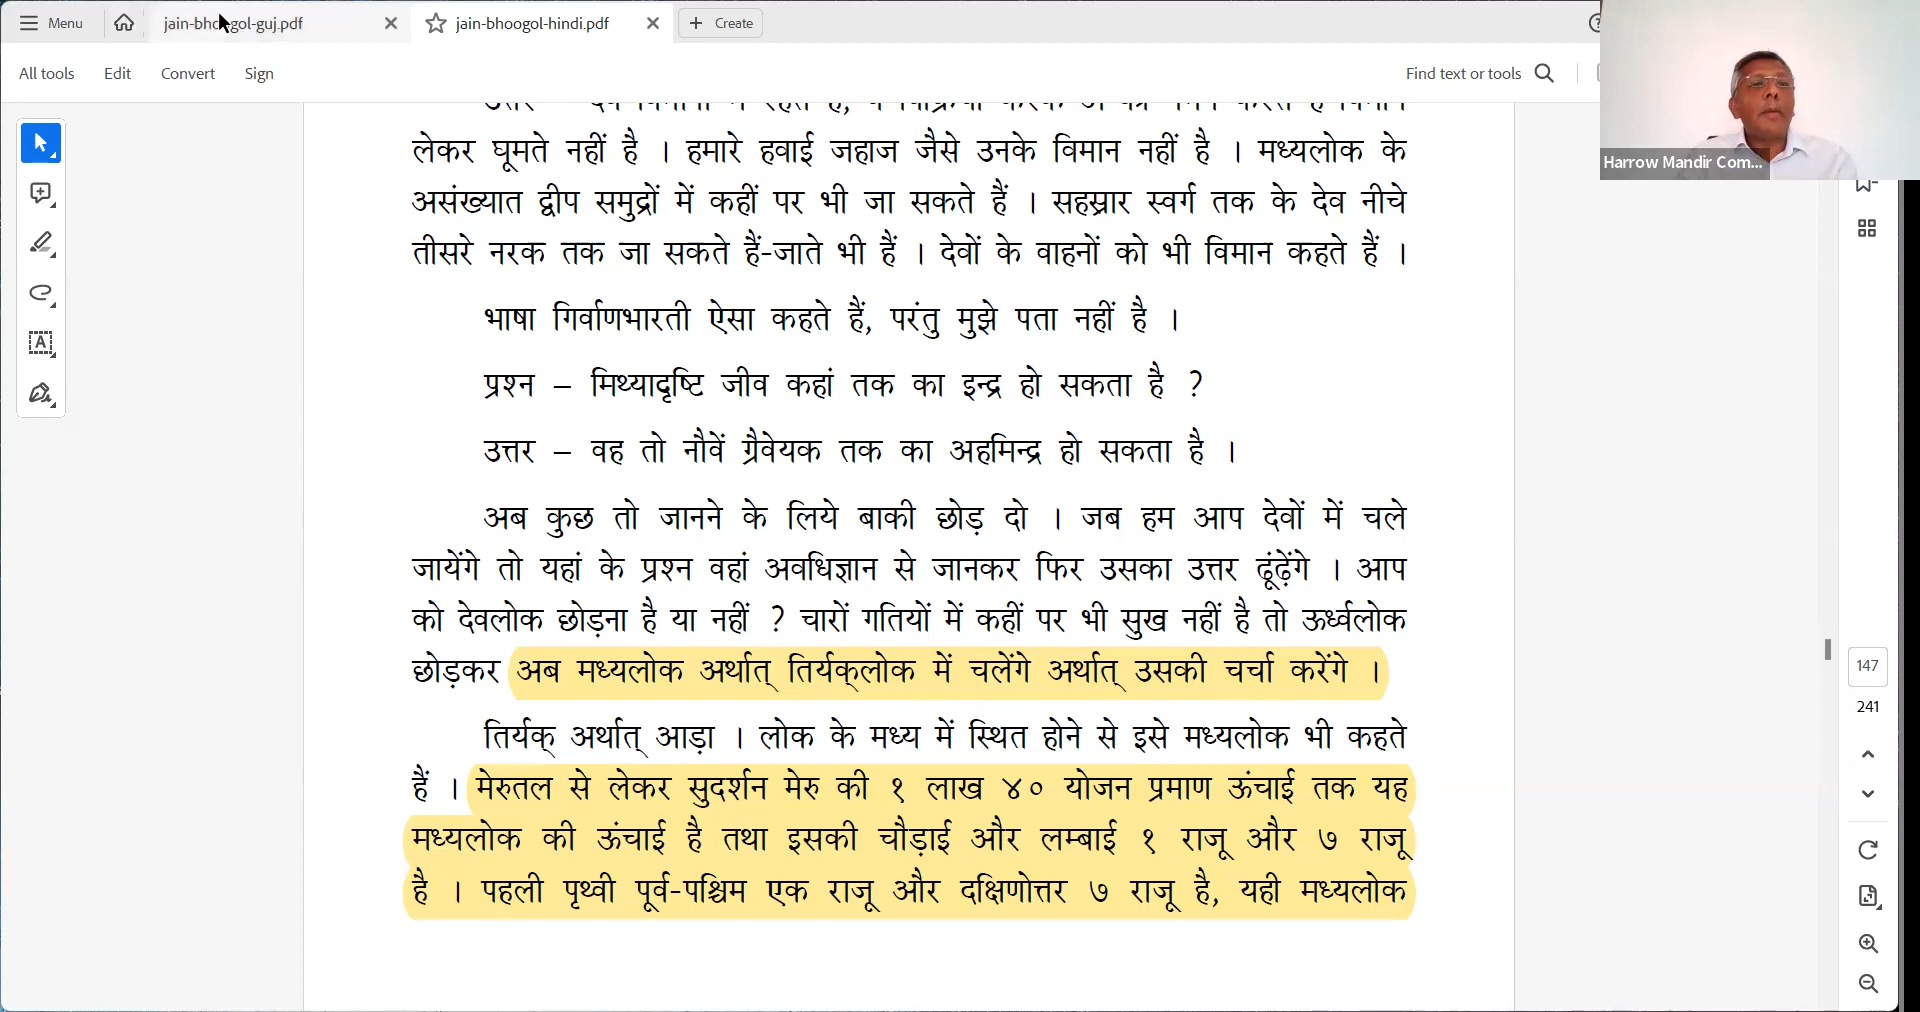 Menu
jain-bhoogol-guj.pdf
jain-bhoogol-hindi.pdf
Create
All tools
Edit
Convert
Sign
Find text or tools
Harrow Mandir Com...
लेकर घूमते नहीं है । हमारे हवाई जहाज जैसे उनके विमान नहीं है । मध्यलोक के
असंख्यात द्वीप समुद्रों में कहीं पर भी जा सकते हैं । सहस्रार स्वर्ग तक के देव नीचे
तीसरे नरक तक जा सकते हैं-जाते भी हैं । देवों के वाहनों को भी विमान कहते हैं ।
भाषा गिर्वाणभारती ऐसा कहते हैं, परंतु मुझे पता नहीं है ।
प्रश्न – मिथ्यादृष्टि जीव कहां तक का इन्द्र हो सकता है ?
उत्तर – वह तो नौवें ग्रैवेयक तक का अहमिन्द्र हो सकता है ।
अब कुछ तो जानने के लिये बाकी छोड़ दो । जब हम आप देवों में चले
जायेंगे तो यहां के प्रश्न वहां अवधिज्ञान से जानकर फिर उसका उत्तर ढूंढ़ेंगे । आप
को देवलोक छोड़ना है या नहीं ? चारों गतियों में कहीं पर भी सुख नहीं है तो ऊर्ध्वलोक
छोड़कर अब मध्यलोक अर्थात् तिर्यक्‌लोक में चलेंगे अर्थात् उसकी चर्चा करेंगे ।
तिर्यक् अर्थात् आड़ा । लोक के मध्य में स्थित होने से इसे मध्यलोक भी कहते
हैं । मेरुतल से लेकर सुदर्शन मेरु की १ लाख ४० योजन प्रमाण ऊंचाई तक यह
मध्यलोक की ऊंचाई है तथा इसकी चौड़ाई और लम्बाई १ राजू और ७ राजू
है । पहली पृथ्वी पूर्व-पश्चिम एक राजू और दक्षिणोत्तर ७ राजू है, यही मध्यलोक
147
241